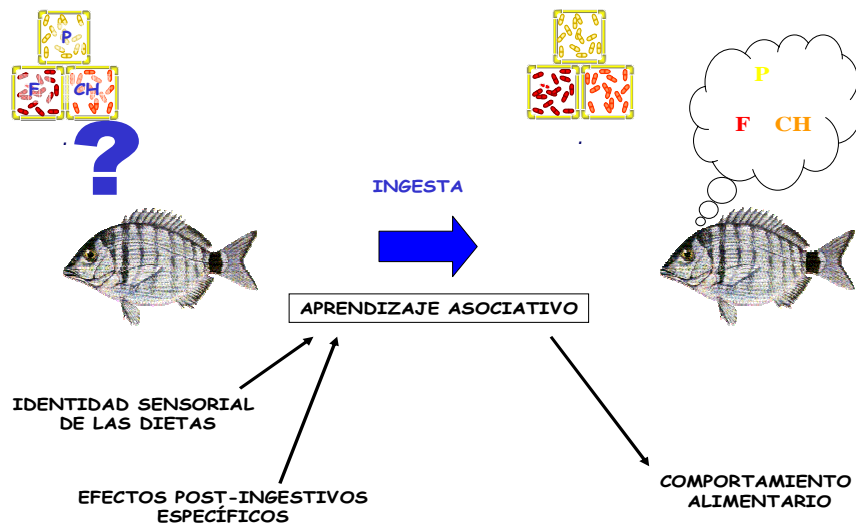 P
F CH
?
P
F CH
INGESTA
APRENDIZAJE ASOCIATIVO
IDENTIDAD SENSORIAL
DE LAS DIETAS
EFECTOS POST-INGESTIVOS
ESPECÍFICOS
COMPORTAMIENTO
ALIMENTARIO